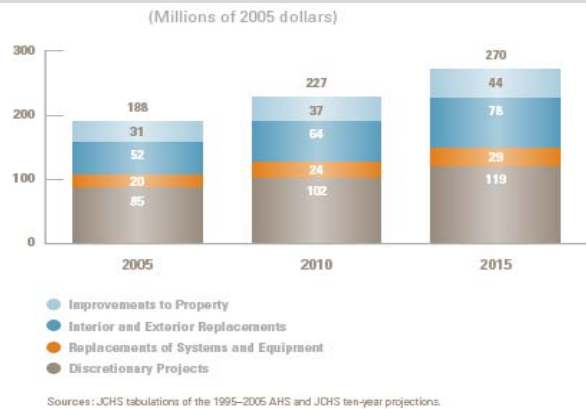 (Millions of 2005 dollars)
300
200
100
0
188
31
52
20
85
227
37
64
24
102
270
44
78
29
119
2005 2010 2015
Improvements to Property
Interior and Exterior Replacements
Replacements of Systems and Equipment
Discretionary Projects
Sources: JCHS tabulations of the 1995–2005 AHS and JCHS ten-year projections.